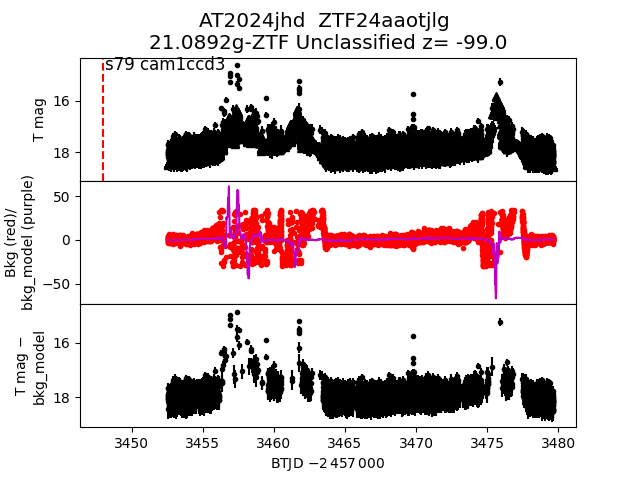 AT2024jhd  ZTF24aaotjlg
21.0892g-ZTF Unclassified z= -99.0
s79 cam1ccd3
T mag
16
18
Bkg (red)/
bkg_model (purple)
50
0
−50
T mag −
bkg_model
16
18
3450 3455 3460 3465 3470 3475 3480
BTJD −2 457 000